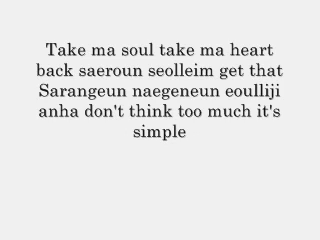 Take ma soul take ma heart
back saeroun seolleim get that
Sarangeun naegeneun eoulliji
anha don't think too much it's
simple